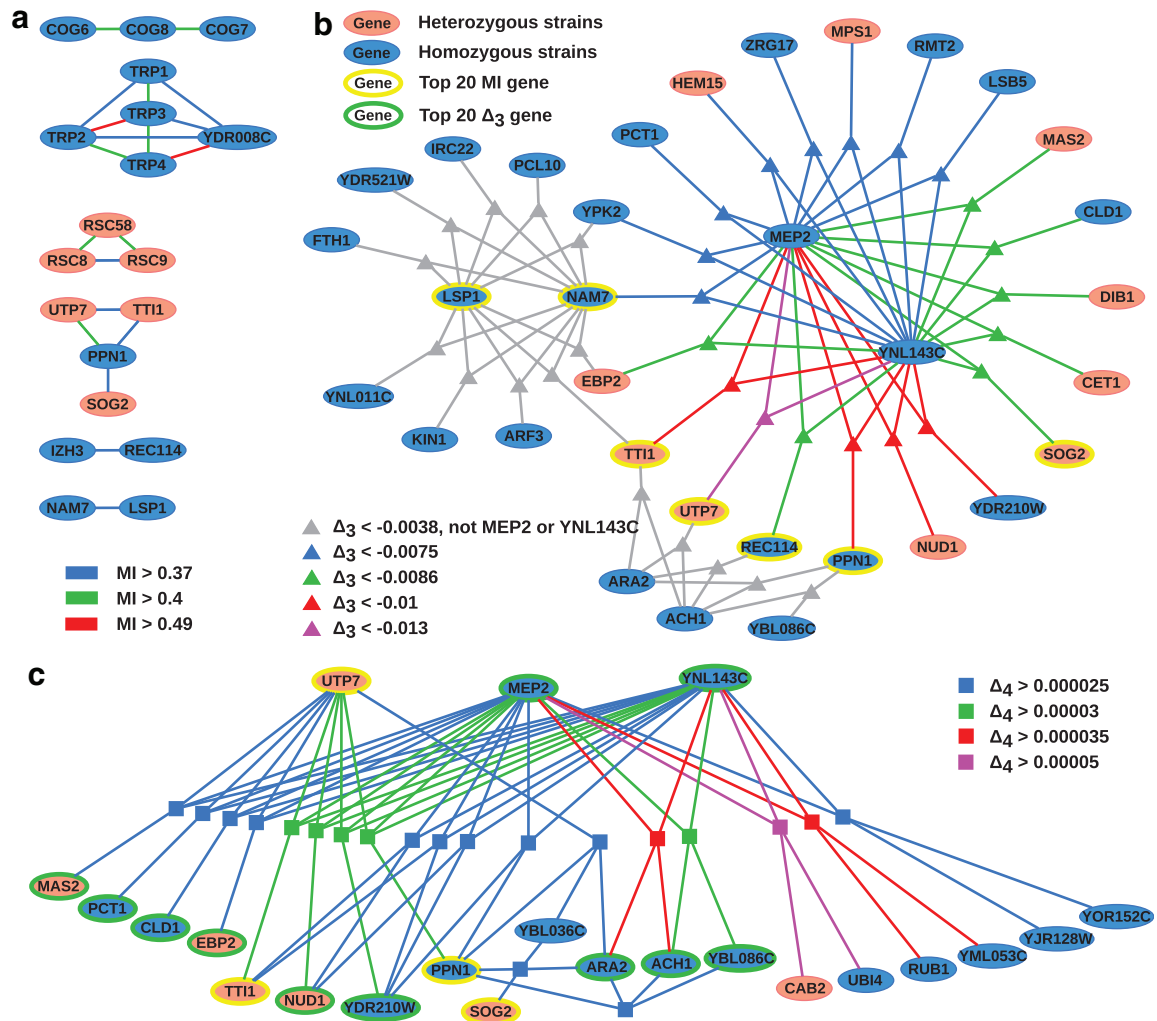 a
COG6
COG8
COG7
TRP1
TRP3
TRP2
YDR008C
TRP4
RSC58
RSC8
RSC9
UTP7
TTI1
PPN1
SOG2
IZH3
REC114
NAM7
LSP1
MI > 0.37
MI > 0.4
MI > 0.49
b
Gene Heterozygous strains
Gene Homozygous strains
Gene Top 20 MI gene
Gene Top 20 Δ3 gene
ZRG17
MPS1
RMT2
HEM15
LSB5
PCT1
MAS2
IRC22
PCL10
YDR521W
YPK2
CLD1
FTH1
MEP2
LSP1
NAM7
DIB1
YNL143C
EBP2
CET1
YNL011C
KIN1
ARF3
TTI1
SOG2
UTP7
YDR210W
REC114
PPN1
NUD1
ARA2
ACH1
YBL086C
Δ3 < -0.0038, not MEP2 or YNL143C
Δ3 < -0.0075
Δ3 < -0.0086
Δ3 < -0.01
Δ3 < -0.013
c
UTP7
MEP2
YNL143C
Δ4 > 0.000025
Δ4 > 0.00003
Δ4 > 0.000035
Δ4 > 0.00005
MAS2
PCT1
CLD1
EBP2
TTI1
NUD1
YDR210W
PPN1
SOG2
YBL036C
ARA2
ACH1
YBL086C
CAB2
UBI4
RUB1
YML053C
YJR128W
YOR152C